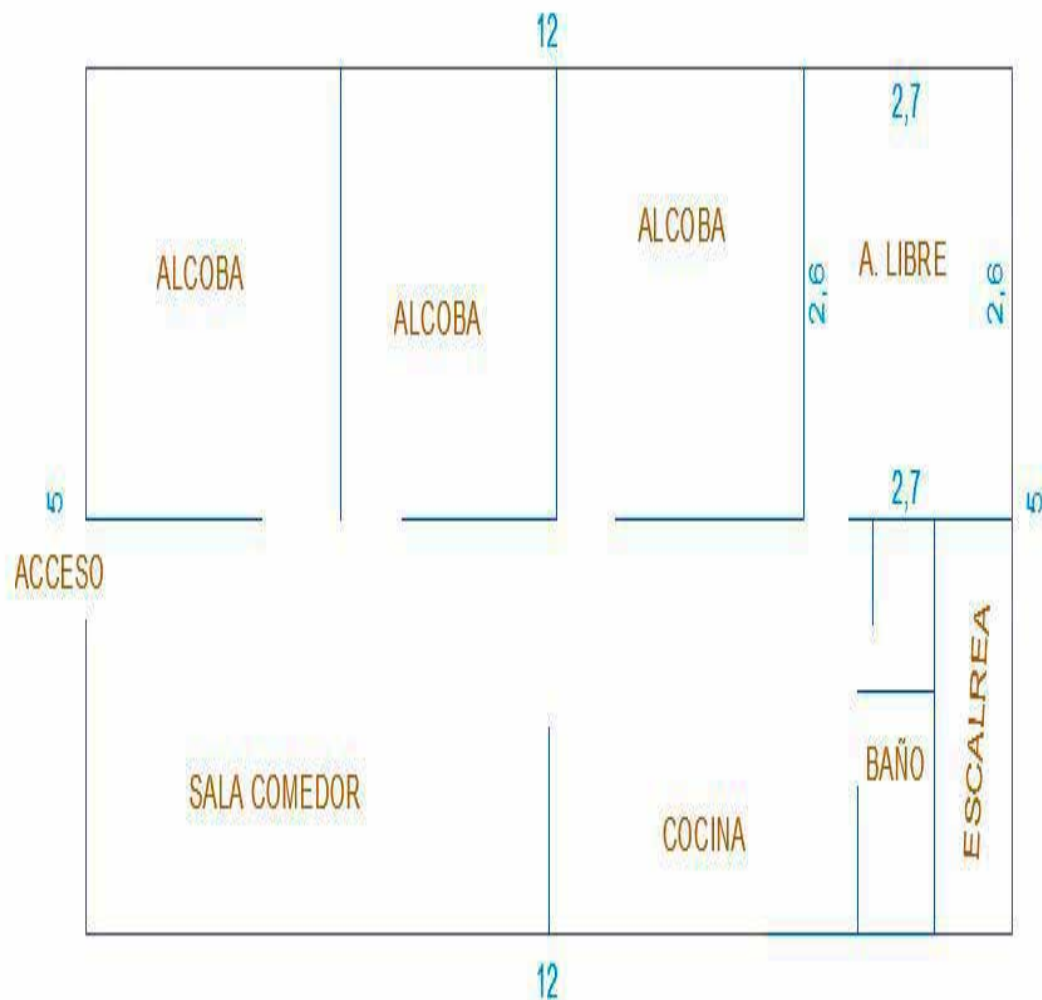 12
2,7
ALCOBA
ALCOBA
ALCOBA
A. LIBRE
2,6
2,6
5
2,7
5
ACCESO
SALA COMEDOR
COCINA
BAÑO
ESCALREA
12